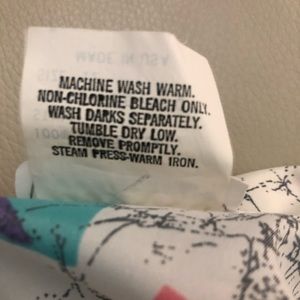 MACHINE WASH WARM.
NON-CHLORINE BLEACH ONLY.
WASH DARKS SEPARATELY.
TUMBLE DRY LOW.
REMOVE PROMPTLY.
STEAM PRESS-WARM IRON.